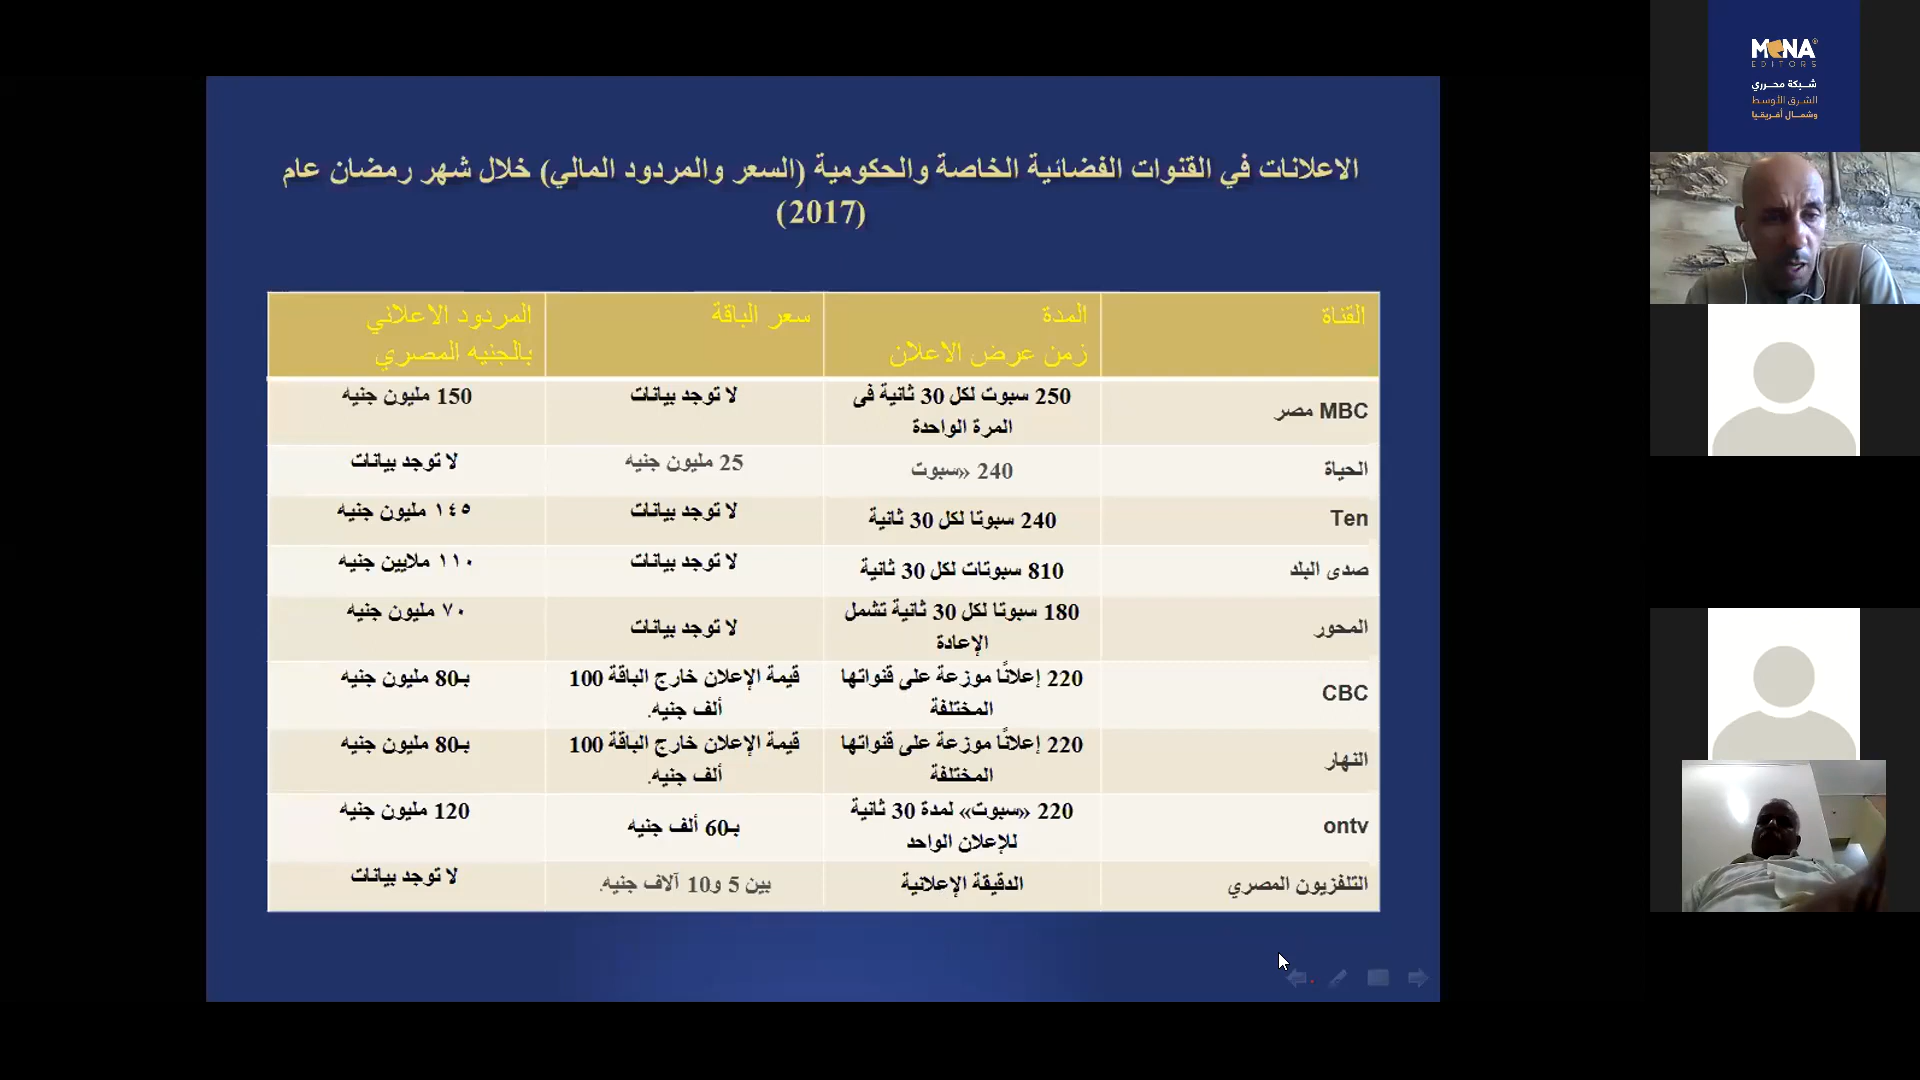 الاعلانات في القنوات الفضائية الخاصة والحكومية (السعر والمردود المالي) خلال شهر رمضان عام
(2017)
القناة
المدة
زمن عرض الاعلان
سعر الباقة
المردود الاعلاني
بالجنيه المصري
MBC مصر
250 سبوت لكل 30 ثانية فى
المرة الواحدة
لا توجد بيانات
150 مليون جنيه
الحياة
240 «سبوت
25 مليون جنيه
لا توجد بيانات
Ten
240 سبوتا لكل 30 ثانية
لا توجد بيانات
١٤٥ مليون جنيه
صدى البلد
810 سبوتات لكل 30 ثانية
لا توجد بيانات
١١٠ ملايين جنيه
المحور
180 سبوتا لكل 30 ثانية تشمل
الإعادة
لا توجد بيانات
٧٠ مليون جنيه
CBC
220 إعلانًا موزعة على قنواتها
المختلفة
قيمة الإعلان خارج الباقة 100
ألف جنيه.
بـ80 مليون جنيه
النهار
220 إعلانًا موزعة على قنواتها
المختلفة
قيمة الإعلان خارج الباقة 100
ألف جنيه.
بـ80 مليون جنيه
ontv
220 «سبوت» لمدة 30 ثانية
للإعلان الواحد
بـ60 ألف جنيه
120 مليون جنيه
التلفزيون المصري
الدقيقة الإعلانية
بين 5 و10 آلاف جنيه.
لا توجد بيانات
MENA
EDITORS
شبكة محرري
الشرق الأوسط
وشمال أفريقيا